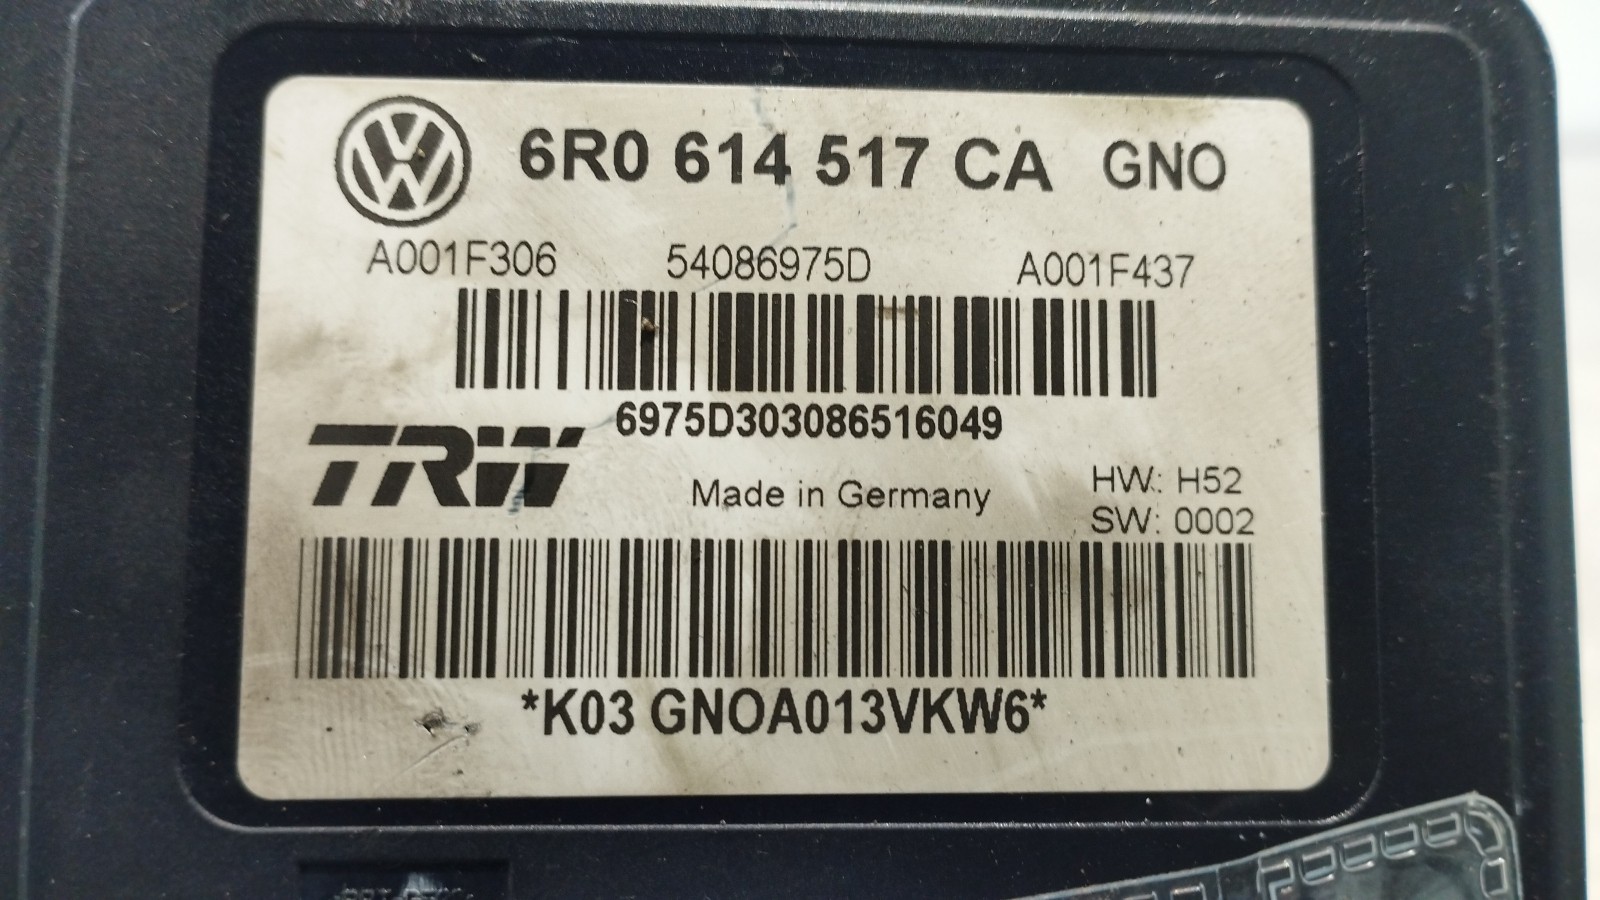 6R0 614 517 CA GNO
A001F306 54086975D A001F437
6975D303086516049
TRW
Made in Germany
HW: H52
SW: 0002
*K03 GNOA013VKW6*